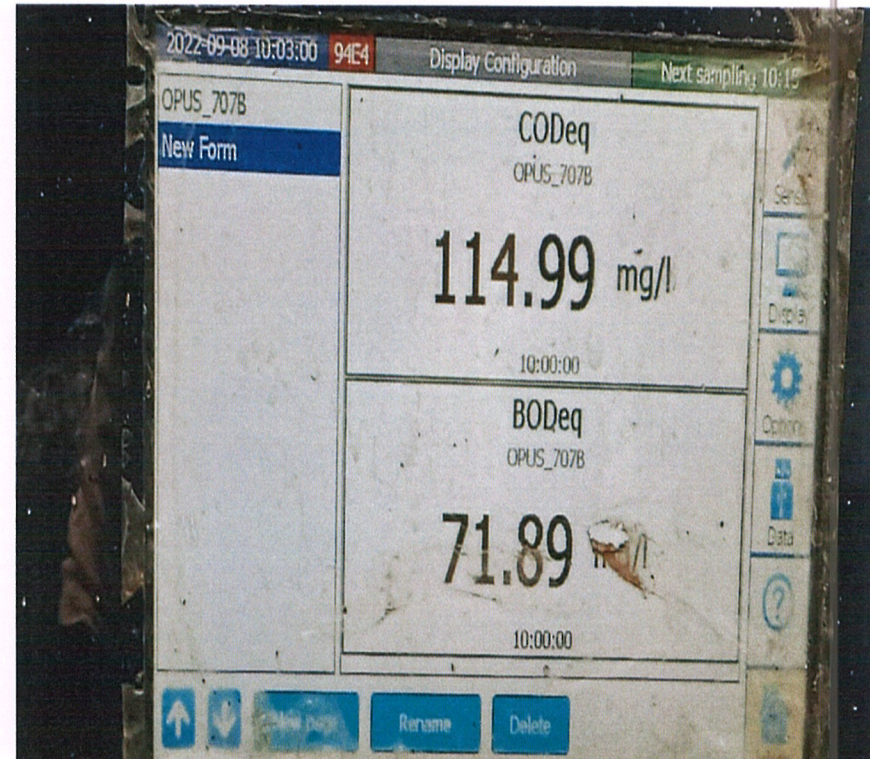 2022-09-08 10:03:00 94E4 Display Configuration Next sampling 10:15
OPUS_707B
New Form
CODeq
OPUS_707B
114.99 mg/l
10:00:00
BODeq
OPUS_707B
71.89
10:00:00
Display
Options
Data
?
Rename Delete